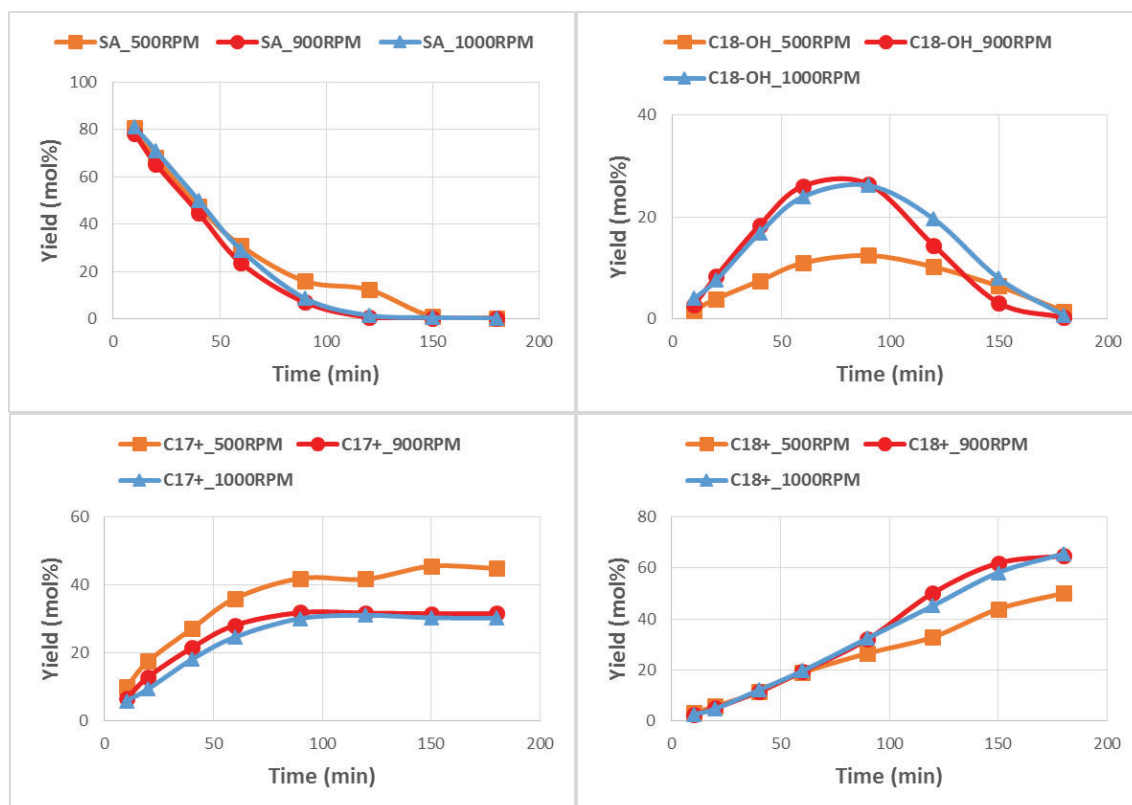 SA_500RPM SA_900RPM SA_1000RPM
100
80
60
40
20
0
Yield (mol%)
0 50 100 150 200
Time (min)
C18-OH_500RPM C18-OH_900RPM
C18-OH_1000RPM
40
20
0
Yield (mol%)
0 50 100 150 200
Time (min)
C17+_500RPM C17+_900RPM
C17+_1000RPM
60
40
20
0
Yield (mol%)
0 50 100 150 200
Time (min)
C18+_500RPM C18+_900RPM
C18+_1000RPM
80
60
40
20
0
Yield (mol%)
0 50 100 150 200
Time (min)